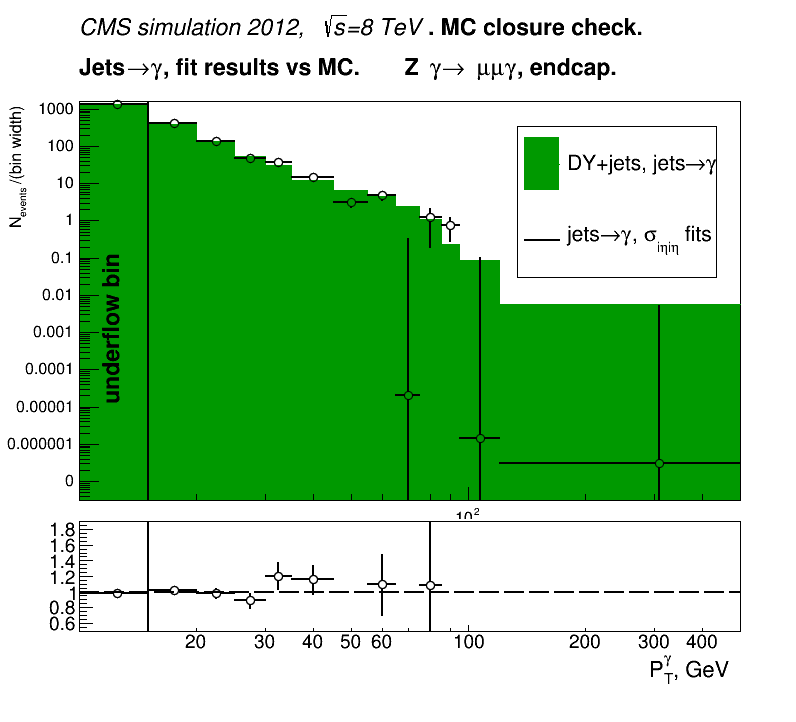 CMS simulation 2012, √s=8 TeV . MC closure check.
Jets→γ, fit results vs MC. Z γ→ μμγ, endcap.
N_events /(bin width)
1000
100
10
1
0.1
0.01
0.001
0.0001
0.00001
0.000001
0
underflow bin
DY+jets, jets→γ
jets→γ, σ_iηiη fits
10²
1.8
1.6
1.4
1.2
1
0.8
0.6
20 30 40 50 60 100 200 300 400
P_T^γ, GeV